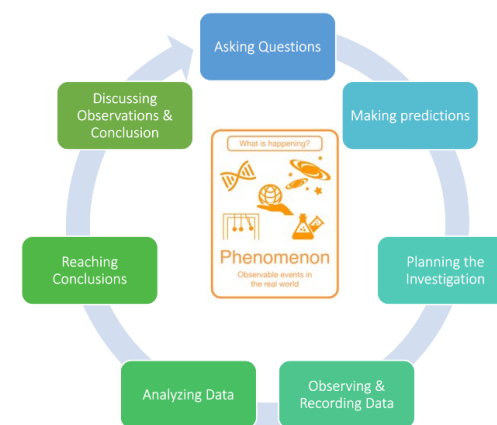 Asking Questions
Making predictions
Planning the
Investigation
Observing &
Recording Data
Analyzing Data
Reaching
Conclusions
Discussing
Observations &
Conclusion
What is happening?
Phenomenon
Observable events in
the real world